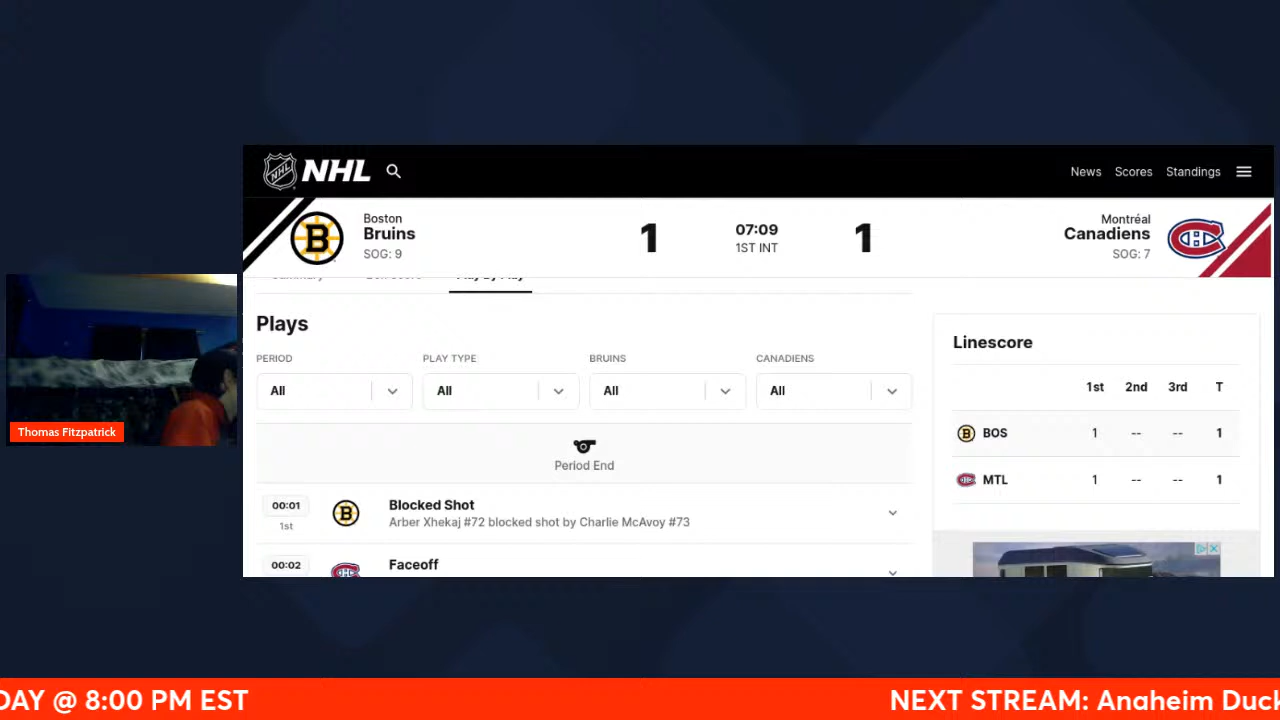 NHL
News Scores Standings
Boston
Bruins
SOG: 9
1
07:09
1ST INT
1
Montréal
Canadiens
SOG: 7
Play By Play
Plays
PERIOD PLAY TYPE BRUINS CANADIENS
All All All All
Period End
00:01
1st
Blocked Shot
Arber Xhekaj #72 blocked shot by Charlie McAvoy #73
00:02
Faceoff
Linescore
1st 2nd 3rd T
BOS 1 -- -- 1
MTL 1 -- -- 1
Thomas Fitzpatrick
DAY @ 8:00 PM EST
NEXT STREAM: Anaheim Duck